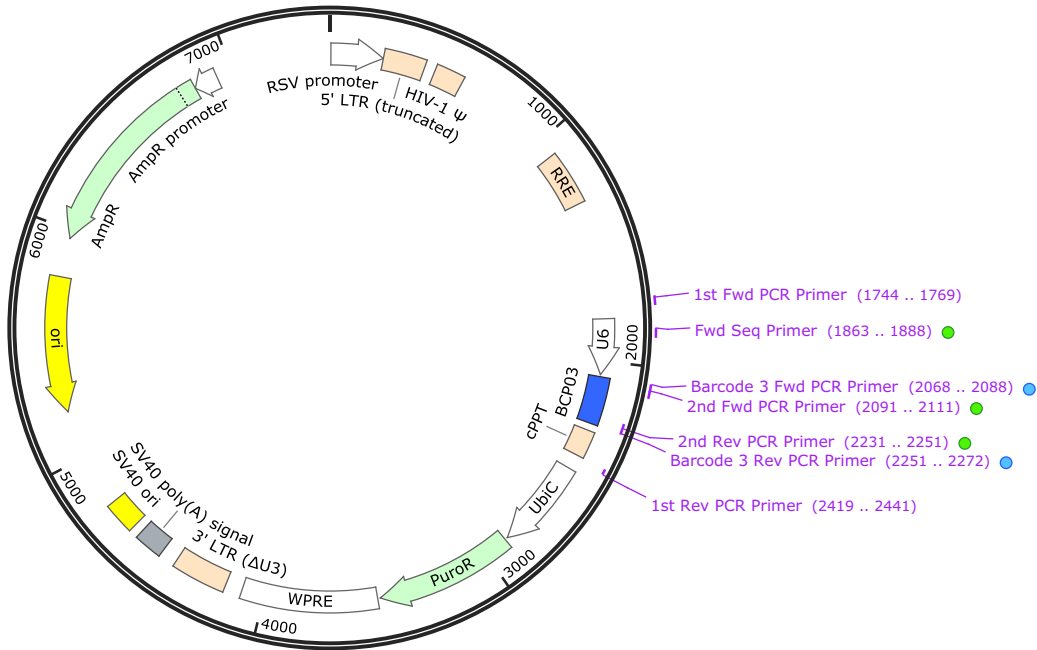 7000
RSV promoter
5' LTR (truncated)
HIV-1 Ψ
1000
RRE
AmpR promoter
AmpR
6000
ori
1st Fwd PCR Primer (1744 .. 1769)
Fwd Seq Primer (1863 .. 1888)
U6
2000
BCP03
Barcode 3 Fwd PCR Primer (2068 .. 2088)
2nd Fwd PCR Primer (2091 .. 2111)
cPPT
2nd Rev PCR Primer (2231 .. 2251)
Barcode 3 Rev PCR Primer (2251 .. 2272)
1st Rev PCR Primer (2419 .. 2441)
UbiC
3000
PuroR
WPRE
4000
3' LTR (ΔU3)
SV40 poly(A) signal
SV40 ori
5000